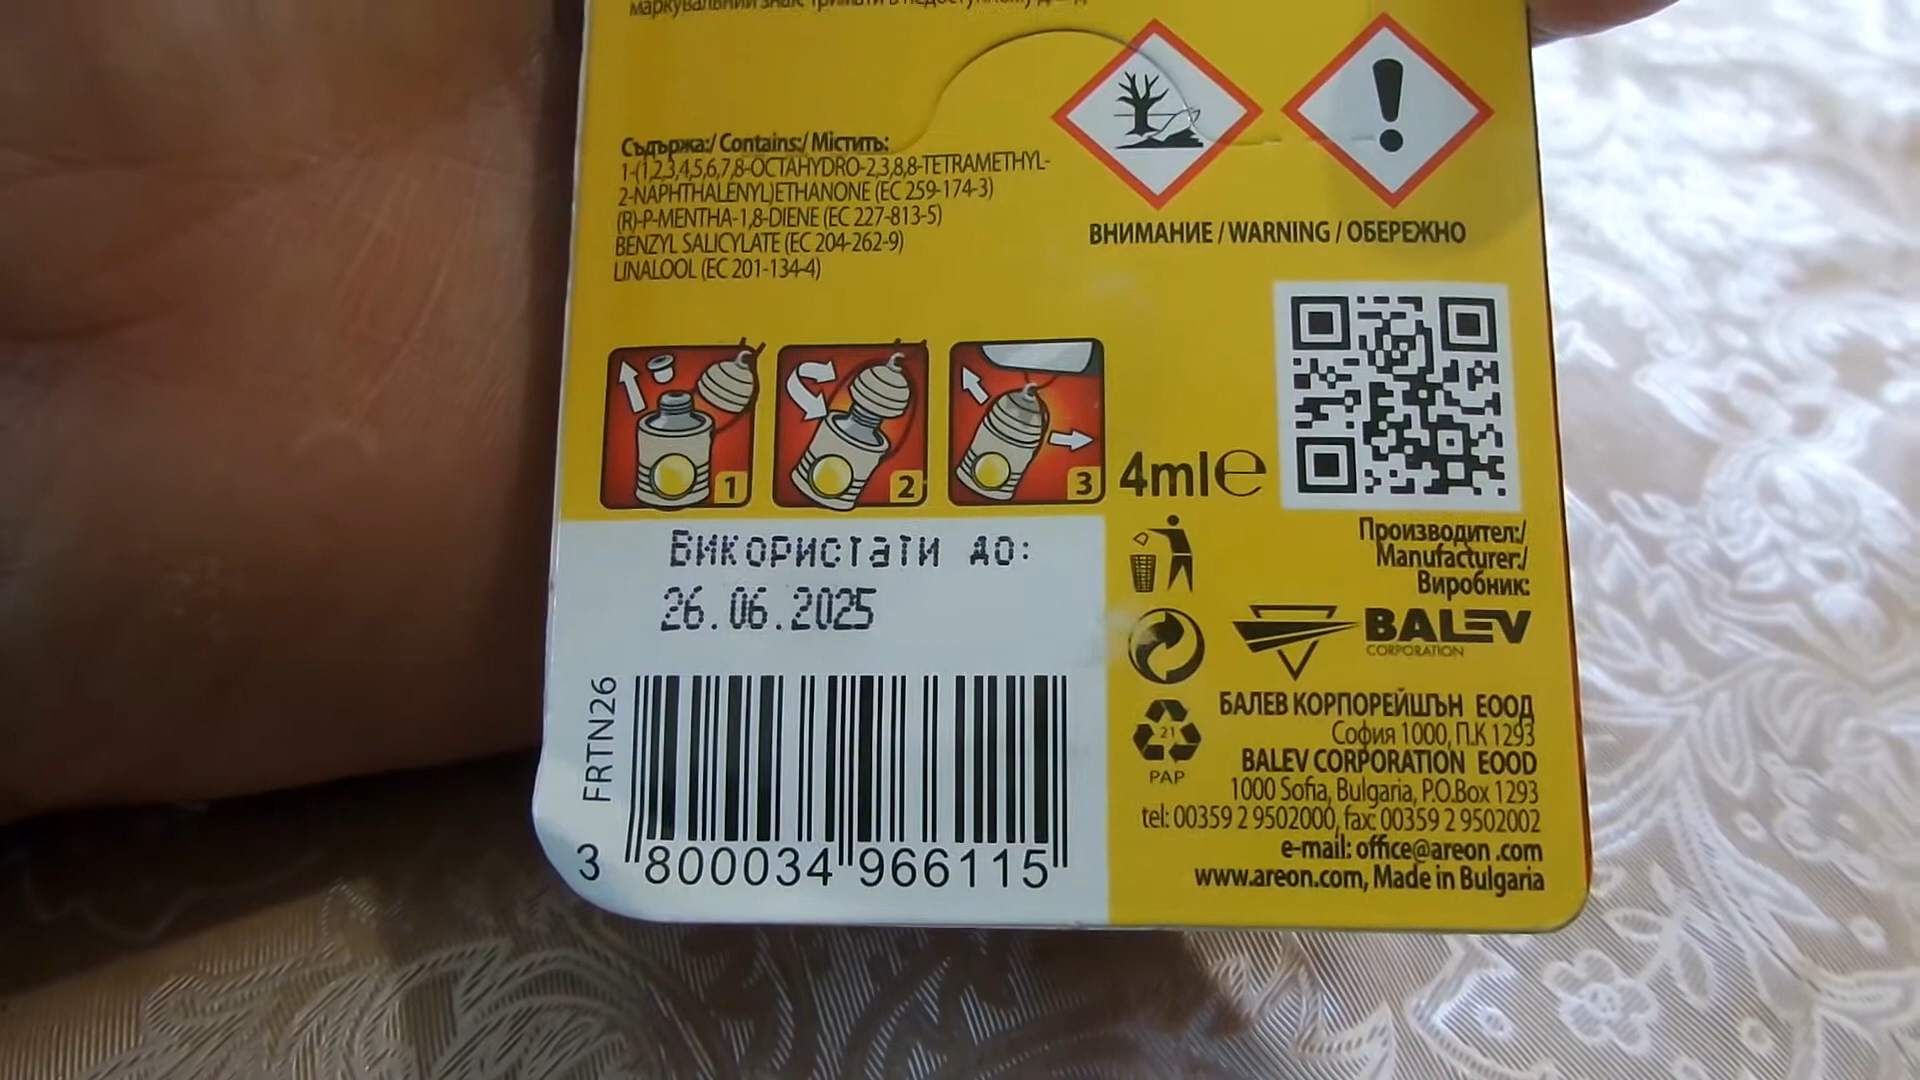 маркувальний знак тримати в недоступному
Съдържа:/ Contains:/ Містить:
1-(1,2,3,4,5,6,7,8-OCTAHYDRO-2,3,8,8-TETRAMETHYL-
2-NAPHTHALENYL)ETHANONE (EC 259-174-3)
(R)-P-MENTHA-1,8-DIENE (EC 227-813-5)
BENZYL SALICYLATE (EC 204-262-9)
LINALOOL (EC 201-134-4)
ВНИМАНИЕ / WARNING / ОБЕРЕЖНО
1
2
3
4ml℮
Використати до:
26.06.2025
FRTN26
3 800034 966115
21
PAP
Производител:/
Manufacturer:/
Виробник:
BALEV
CORPORATION
БАЛЕВ КОРПОРЕЙШЪН ЕООД
София 1000, П.К 1293
BALEV CORPORATION EOOD
1000 Sofia, Bulgaria, P.O.Box 1293
tel: 00359 2 9502000, fax: 00359 2 9502002
e-mail: office@areon .com
www.areon.com, Made in Bulgaria